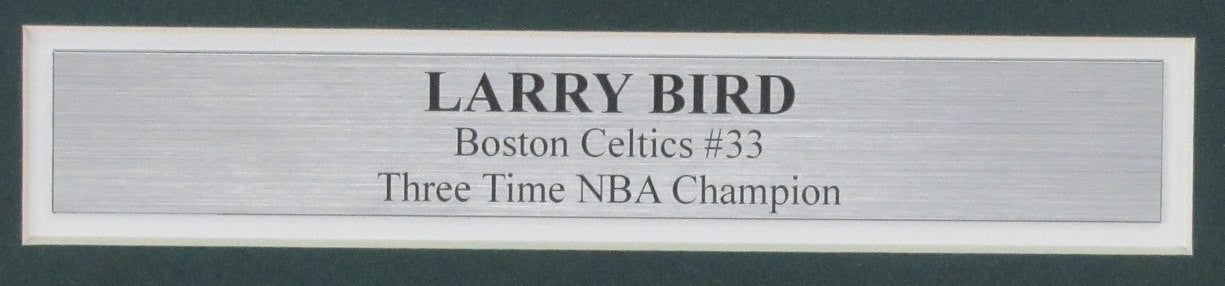 LARRY BIRD
Boston Celtics #33
Three Time NBA Champion